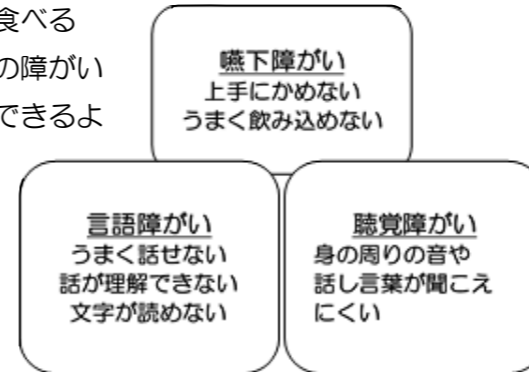 食べる
の障がい
できるよ
嚥下障がい
上手にかめない
うまく飲み込めない
言語障がい
うまく話せない
話が理解できない
文字が読めない
聴覚障がい
身の周りの音や
話し言葉が聞こえ
にくい